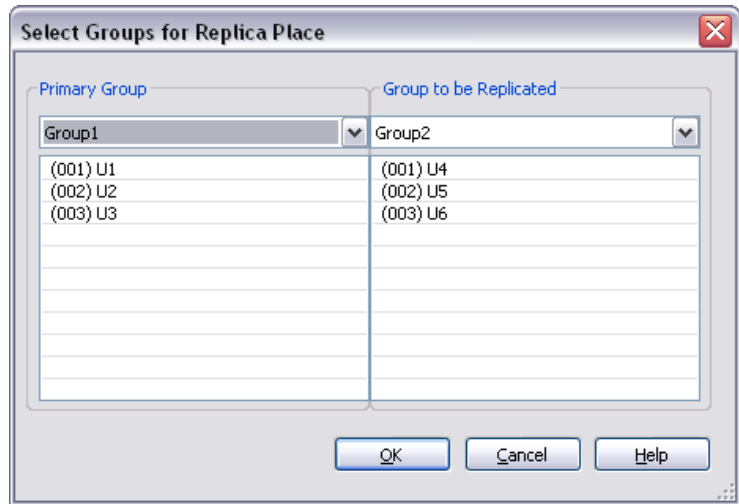 Select Groups for Replica Place
Primary Group
Group to be Replicated
Group1
Group2
(001) U1
(001) U4
(002) U2
(002) U5
(003) U3
(003) U6
OK
Cancel
Help